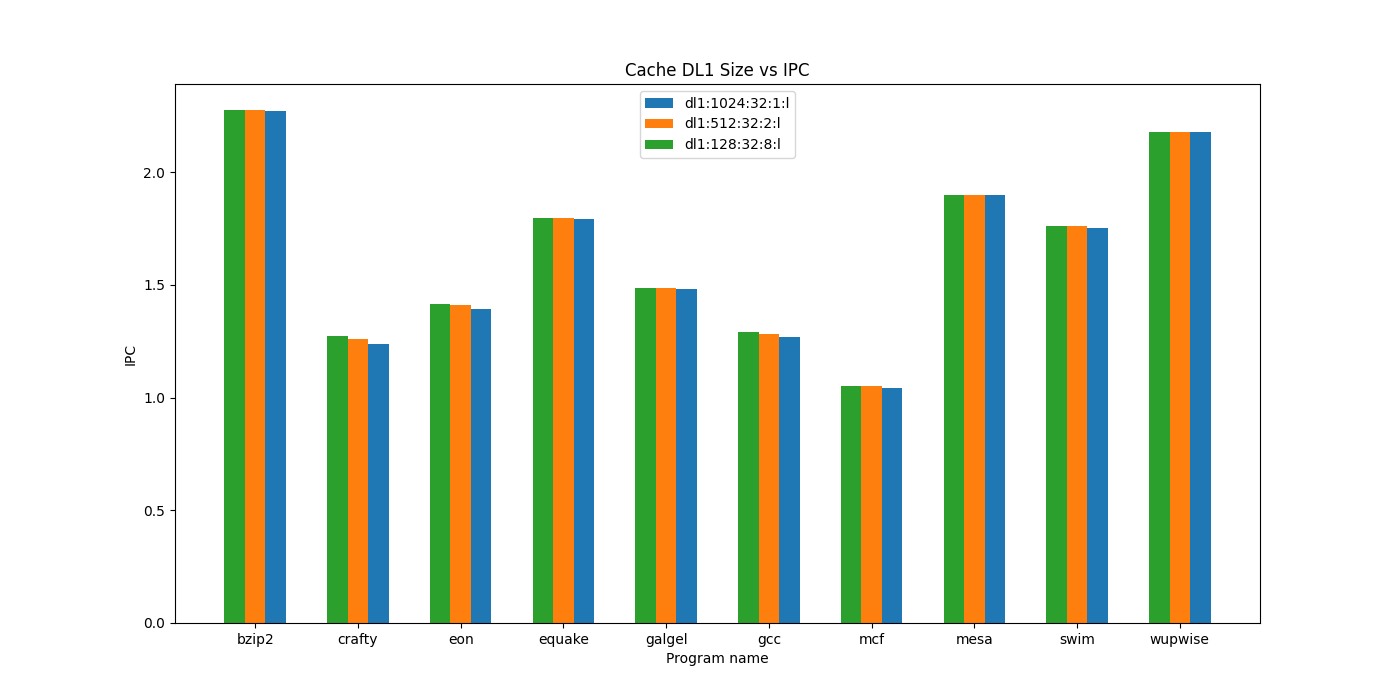 Cache DL1 Size vs IPC
dl1:1024:32:1:l
dl1:512:32:2:l
dl1:128:32:8:l
IPC
2.0
1.5
1.0
0.5
0.0
bzip2 crafty eon equake galgel gcc mcf mesa swim wupwise
Program name